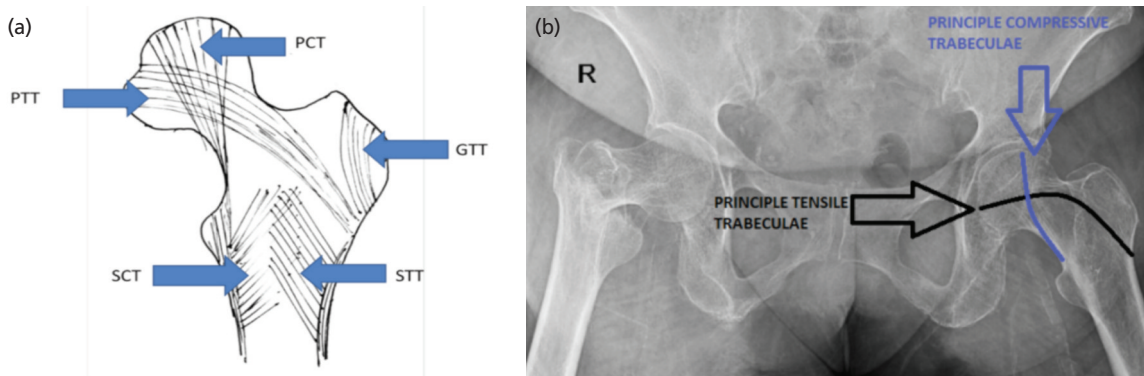 (a)
PCT
PTT
GTT
SCT
STT
(b)
PRINCIPLE COMPRESSIVE
TRABECULAE
R
PRINCIPLE TENSILE
TRABECULAE